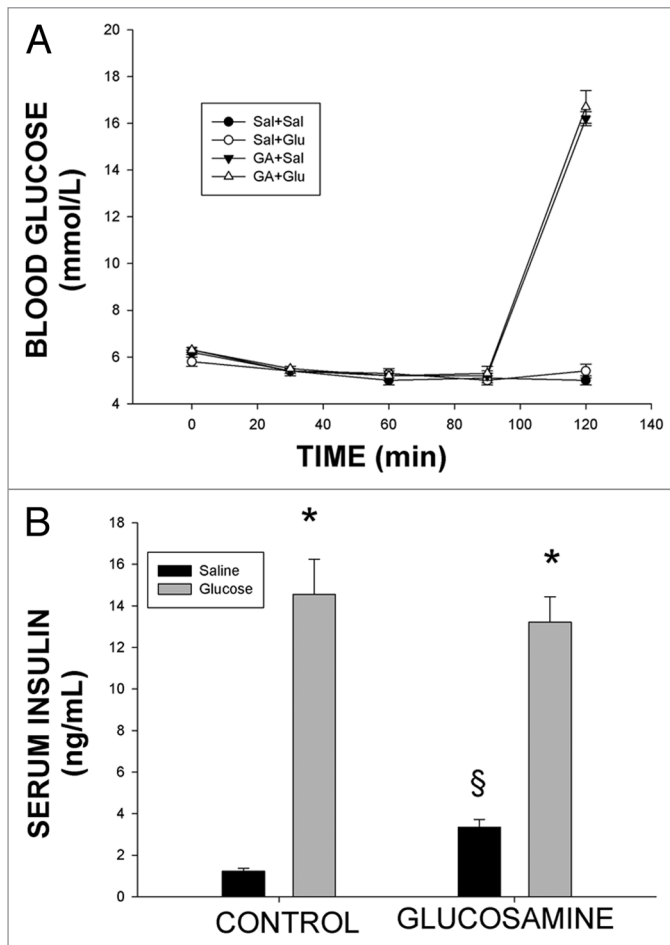 A
BLOOD GLUCOSE
(mmol/L)
20
18
16
14
12
10
8
6
4
Sal+Sal
Sal+Glu
GA+Sal
GA+Glu
0 20 40 60 80 100 120 140
TIME (min)
B
SERUM INSULIN
(ng/mL)
18
16
14
12
10
8
6
4
2
0
Saline
Glucose
*
*
§
CONTROL GLUCOSAMINE